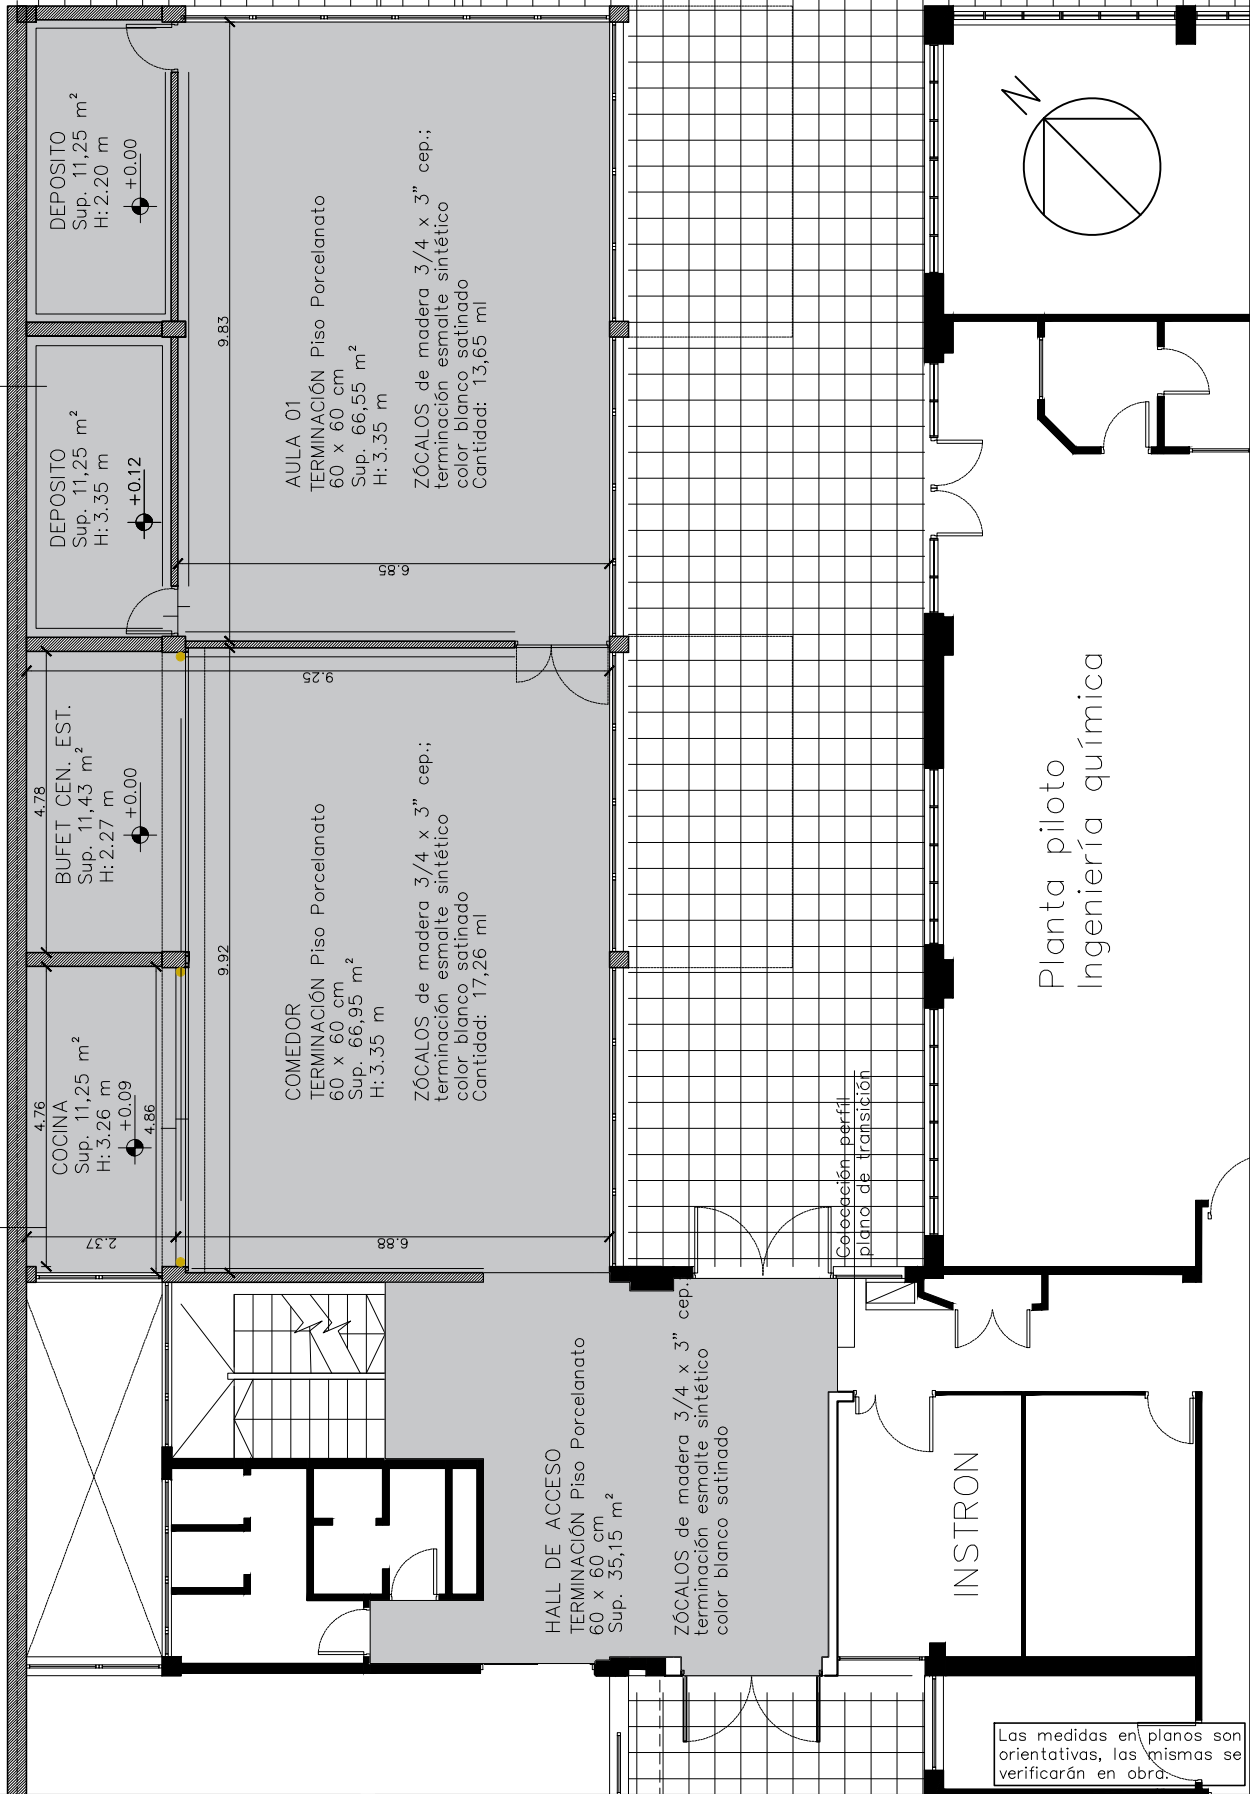 DEPOSITO
Sup. 11,25 m²
H: 2.20 m
+0.00
DEPOSITO
Sup. 11,25 m²
H: 3.35 m
+0.12
9.83
AULA 01
TERMINACIÓN Piso Porcelanato
60 x 60 cm
Sup. 66,55 m²
H: 3.35 m
ZÓCALOS de madera 3/4 x 3” cep.;
terminación esmalte sintético
color blanco satinado
Cantidad: 13,65 ml
6.85
N
9.25
4.78
BUFET CEN. EST.
Sup. 11,43 m²
H: 2.27 m
+0.00
9.92
COMEDOR
TERMINACIÓN Piso Porcelanato
60 x 60 cm
Sup. 66,95 m²
H: 3.35 m
ZÓCALOS de madera 3/4 x 3” cep.;
terminación esmalte sintético
color blanco satinado
Cantidad: 17,26 ml
4.76
COCINA
Sup. 11,25 m²
H: 3.26 m
+0.09
4.86
2.37
6.88
Colocación perfil
plano de transición
Planta piloto
Ingeniería química
HALL DE ACCESO
TERMINACIÓN Piso Porcelanato
60 x 60 cm
Sup. 35,15 m²
ZÓCALOS de madera 3/4 x 3” cep.;
terminación esmalte sintético
color blanco satinado
INSTRON
Las medidas en planos son
orientativas, las mismas se
verificarán en obra.